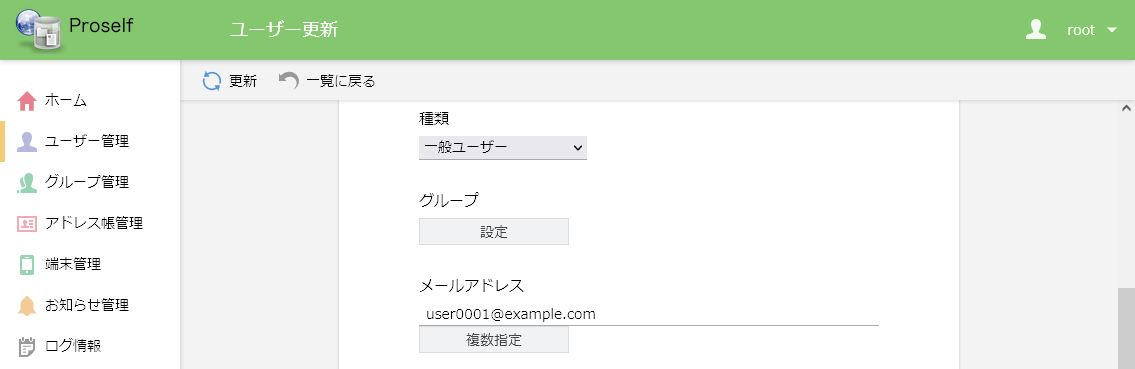 Proself
ユーザー更新
root
更新
一覧に戻る
ホーム
ユーザー管理
グループ管理
アドレス帳管理
端末管理
お知らせ管理
ログ情報
種類
一般ユーザー
グループ
設定
メールアドレス
user0001@example.com
複数指定